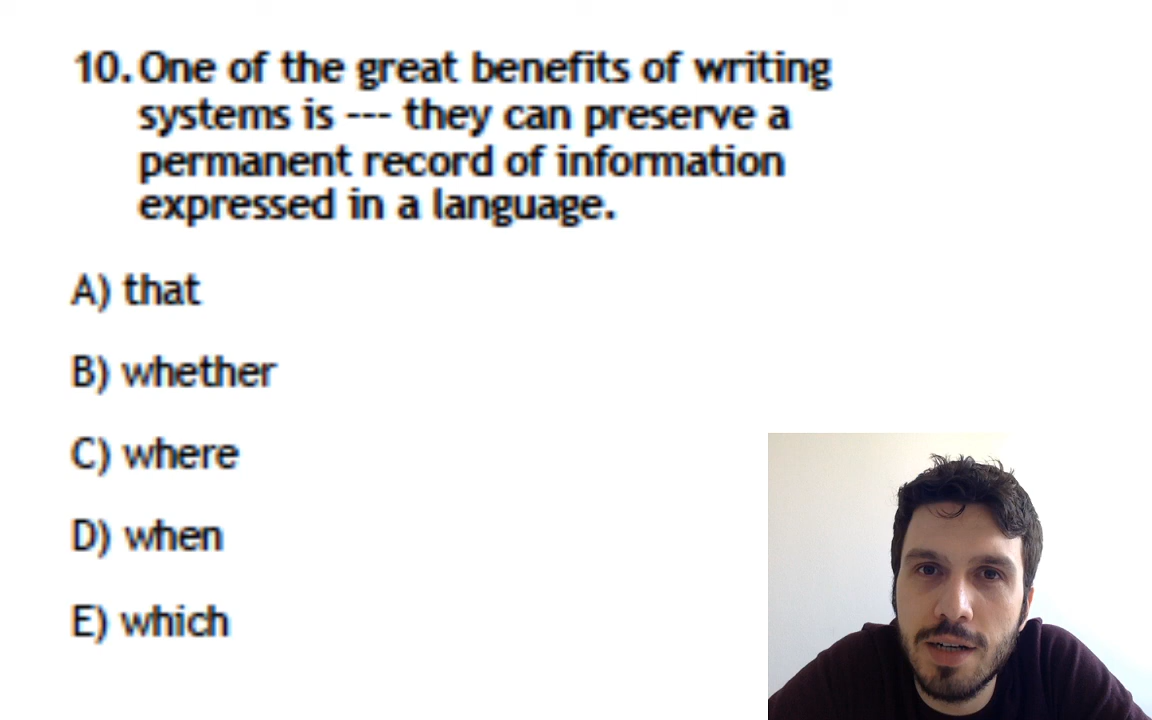 10. One of the great benefits of writing
systems is --- they can preserve a
permanent record of information
expressed in a language.
A) that
B) whether
C) where
D) when
E) which